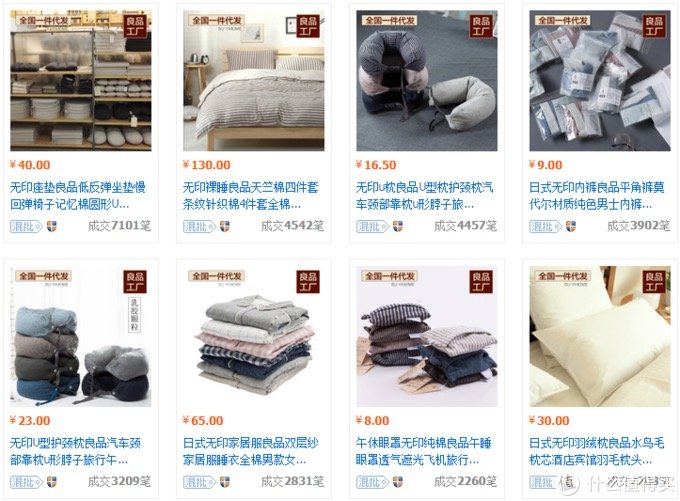 全国一件代发
良品
工厂
全国一件代发
SU YIHOME
良品
工厂
全国一件代发
良品
工厂
全国一件代发
良品
工厂
¥40.00
无印座垫良品低反弹坐垫慢
回弹椅子记忆棉圆形U...
混批
成交7101笔
¥130.00
无印裸睡良品天竺棉四件套
条纹针织棉4件套全棉...
混批
成交4542笔
¥16.50
无印u枕良品U型枕护颈枕汽
车颈部靠枕u形脖子旅...
混批
成交4457笔
¥9.00
日式无印内裤良品平角裤莫
代尔材质纯色男士内裤...
混批
成交3902笔
全国一件代发
SU YIHOME
良品
工厂
乳胶颗粒
全国一件代发
SU YIHOME
良品
工厂
全国一件代发
良品
工厂
全国一件代发
良品
工厂
¥23.00
无印U型护颈枕良品汽车颈
部靠枕u形脖子旅行午...
混批
成交3209笔
¥65.00
日式无印家居服良品双层纱
家居服睡衣全棉男款女...
混批
成交2831笔
¥8.00
午休眼罩无印纯棉良品午睡
眼罩透气遮光飞机旅行...
混批
成交2260笔
¥30.00
日式无印羽绒枕良品水鸟毛
枕芯酒店宾馆羽毛枕头...
什么值得买